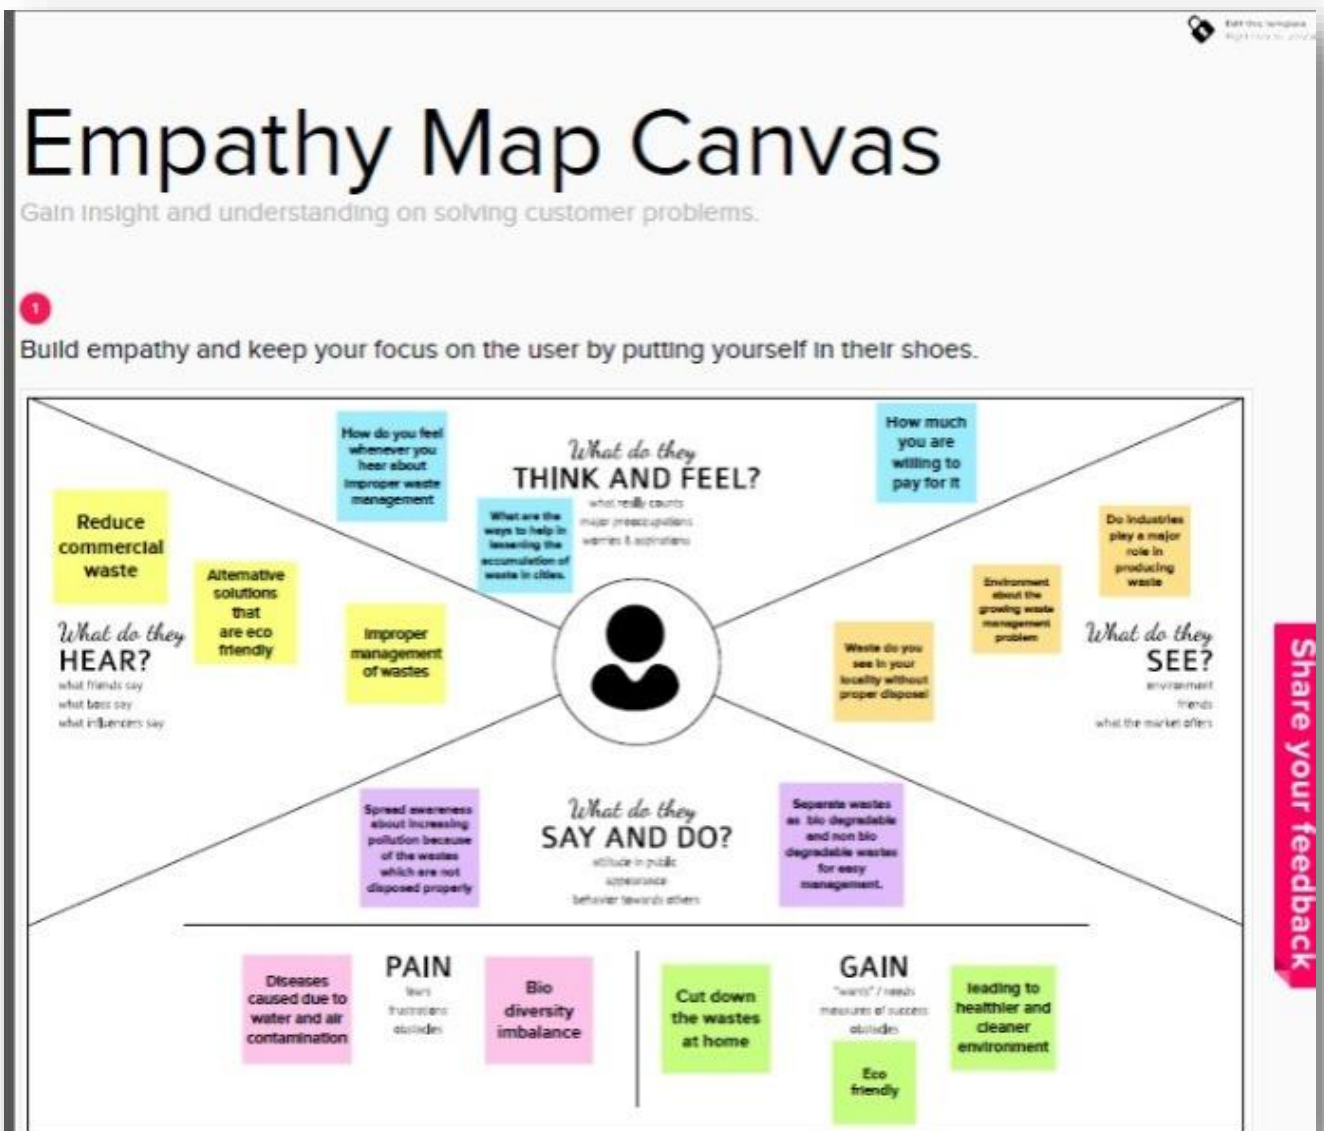 Edit this template
Empathy Map Canvas
Gain insight and understanding on solving customer problems.
1
Build empathy and keep your focus on the user by putting yourself in their shoes.
How do you feel
whenever you
hear about
improper waste
management
What do they
THINK AND FEEL?
what really counts
major preoccupations
worries & aspirations
What are the
ways to help in
lessening the
accumulation of
waste in cities.
How much
you are
willing to
pay for it
Reduce
commercial
waste
Alternative
solutions
that
are eco
friendly
Improper
management
of wastes
What do they
HEAR?
what friends say
what boss say
what influencers say
Do industries
play a major
role in
producing
waste
Environment
about the
growing waste
management
problem
Waste do you
see in your
locality without
proper disposal
What do they
SEE?
environment
friends
what the market offers
Spread awareness
about increasing
pollution because
of the wastes
which are not
disposed properly
What do they
SAY AND DO?
attitude in public
appearance
behavior towards others
Separate wastes
as bio degradable
and non bio
degradable wastes
for easy
management.
Diseases
caused due to
water and air
contamination
PAIN
fears
frustrations
obstacles
Bio
diversity
imbalance
Cut down
the wastes
at home
GAIN
"wants" / needs
measures of success
obstacles
Eco
friendly
leading to
healthier and
cleaner
environment
Share your feedback